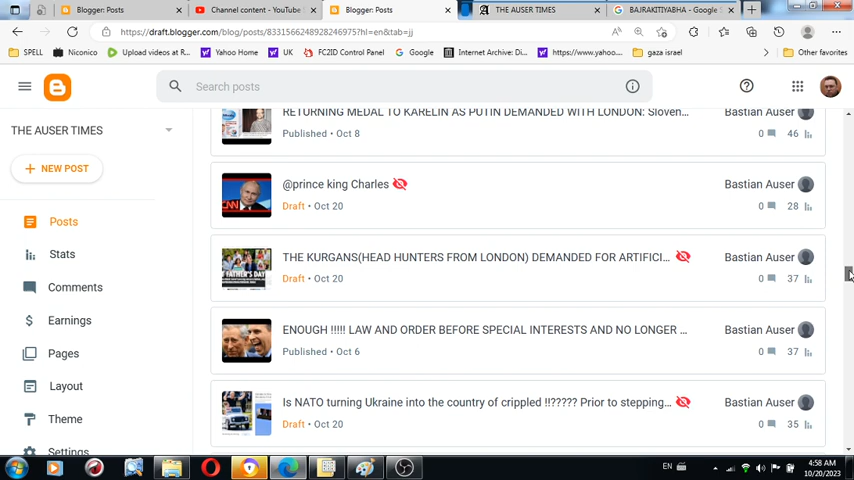 Blogger: Posts
Channel content - YouTube
Blogger: Posts
THE AUSER TIMES
BAJRAKITIYABHA - Google
https://draft.blogger.com/blog/posts/8331566248928246975?hl=en&tab=jj
SPELL
Niconico
Upload videos at R...
Yahoo Home
UK
FC2ID Control Panel
Google
Internet Archive: Di...
https://www.yahoo....
gaza israel
Other favorites
Search posts
THE AUSER TIMES
NEW POST
Posts
Stats
Comments
Earnings
Pages
Layout
Theme
Settings
RETURNING MEDAL TO KARELIN AS PUTIN DEMANDED WITH LONDON: Sloven...
Bastian Auser
Published • Oct 8
0
46
@prince king Charles
Bastian Auser
Draft • Oct 20
0
28
THE KURGANS(HEAD HUNTERS FROM LONDON) DEMANDED FOR ARTIFICI...
Bastian Auser
Draft • Oct 20
0
37
ENOUGH !!!!! LAW AND ORDER BEFORE SPECIAL INTERESTS AND NO LONGER ...
Bastian Auser
Published • Oct 6
0
37
Is NATO turning Ukraine into the country of crippled !!????? Prior to stepping...
Bastian Auser
Draft • Oct 20
0
35
CNN
FATHER'S DAY
EN
4:58 AM
10/20/2023